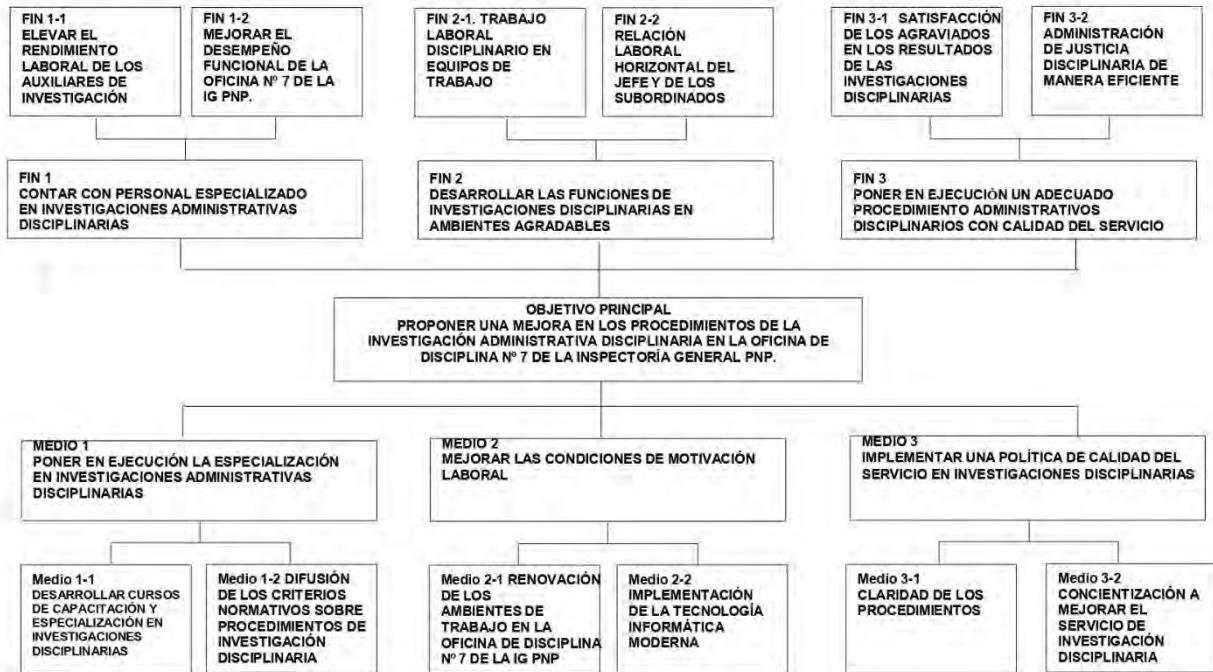 FIN 1-1
ELEVAR EL
RENDIMIENTO
LABORAL DE LOS
AUXILIARES DE
INVESTIGACIÓN
FIN 1-2
MEJORAR EL
DESEMPEÑO
FUNCIONAL DE LA
OFICINA Nº 7 DE LA
IG PNP.
FIN 2-1. TRABAJO
LABORAL
DISCIPLINARIO EN
EQUIPOS DE
TRABAJO
FIN 2-2
RELACIÓN
LABORAL
HORIZONTAL DEL
JEFE Y DE LOS
SUBORDINADOS
FIN 3-1 SATISFACCIÓN
DE LOS AGRAVIADOS
EN LOS RESULTADOS
DE LAS
INVESTIGACIONES
DISCIPLINARIAS
FIN 3-2
ADMINISTRACIÓN
DE JUSTICIA
DISCIPLINARIA DE
MANERA EFICIENTE
FIN 1
CONTAR CON PERSONAL ESPECIALIZADO
EN INVESTIGACIONES ADMINISTRATIVAS
DISCIPLINARIAS
FIN 2
DESARROLLAR LAS FUNCIONES DE
INVESTIGACIONES DISCIPLINARIAS EN
AMBIENTES AGRADABLES
FIN 3
PONER EN EJECUCIÓN UN ADECUADO
PROCEDIMIENTO ADMINISTRATIVOS
DISCIPLINARIOS CON CALIDAD DEL SERVICIO
OBJETIVO PRINCIPAL
PROPONER UNA MEJORA EN LOS PROCEDIMIENTOS DE LA
INVESTIGACIÓN ADMINISTRATIVA DISCIPLINARIA EN LA OFICINA DE
DISCIPLINA Nº 7 DE LA INSPECTORÍA GENERAL PNP.
MEDIO 1
PONER EN EJECUCIÓN LA ESPECIALIZACIÓN
EN INVESTIGACIONES ADMINISTRATIVAS
DISCIPLINARIAS
MEDIO 2
MEJORAR LAS CONDICIONES DE MOTIVACIÓN
LABORAL
MEDIO 3
IMPLEMENTAR UNA POLÍTICA DE CALIDAD DEL
SERVICIO EN INVESTIGACIONES DISCIPLINARIAS
Medio 1-1
DESARROLLAR CURSOS
DE CAPACITACIÓN Y
ESPECIALIZACIÓN EN
INVESTIGACIONES
DISCIPLINARIAS
Medio 1-2 DIFUSIÓN
DE LOS CRITERIOS
NORMATIVOS SOBRE
PROCEDIMIENTOS DE
INVESTIGACIÓN
DISCIPLINARIA
Medio 2-1 RENOVACIÓN
DE LOS
AMBIENTES DE
TRABAJO EN LA
OFICINA DE DISCIPLINA
Nº 7 DE LA IG PNP
Medio 2-2
IMPLEMENTACIÓN
DE LA TECNOLOGÍA
INFORMÁTICA
MODERNA
Medio 3-1
CLARIDAD DE LOS
PROCEDIMIENTOS
Medio 3-2
CONCIENTIZACIÓN A
MEJORAR EL
SERVICIO DE
INVESTIGACIÓN
DISCIPLINARIA